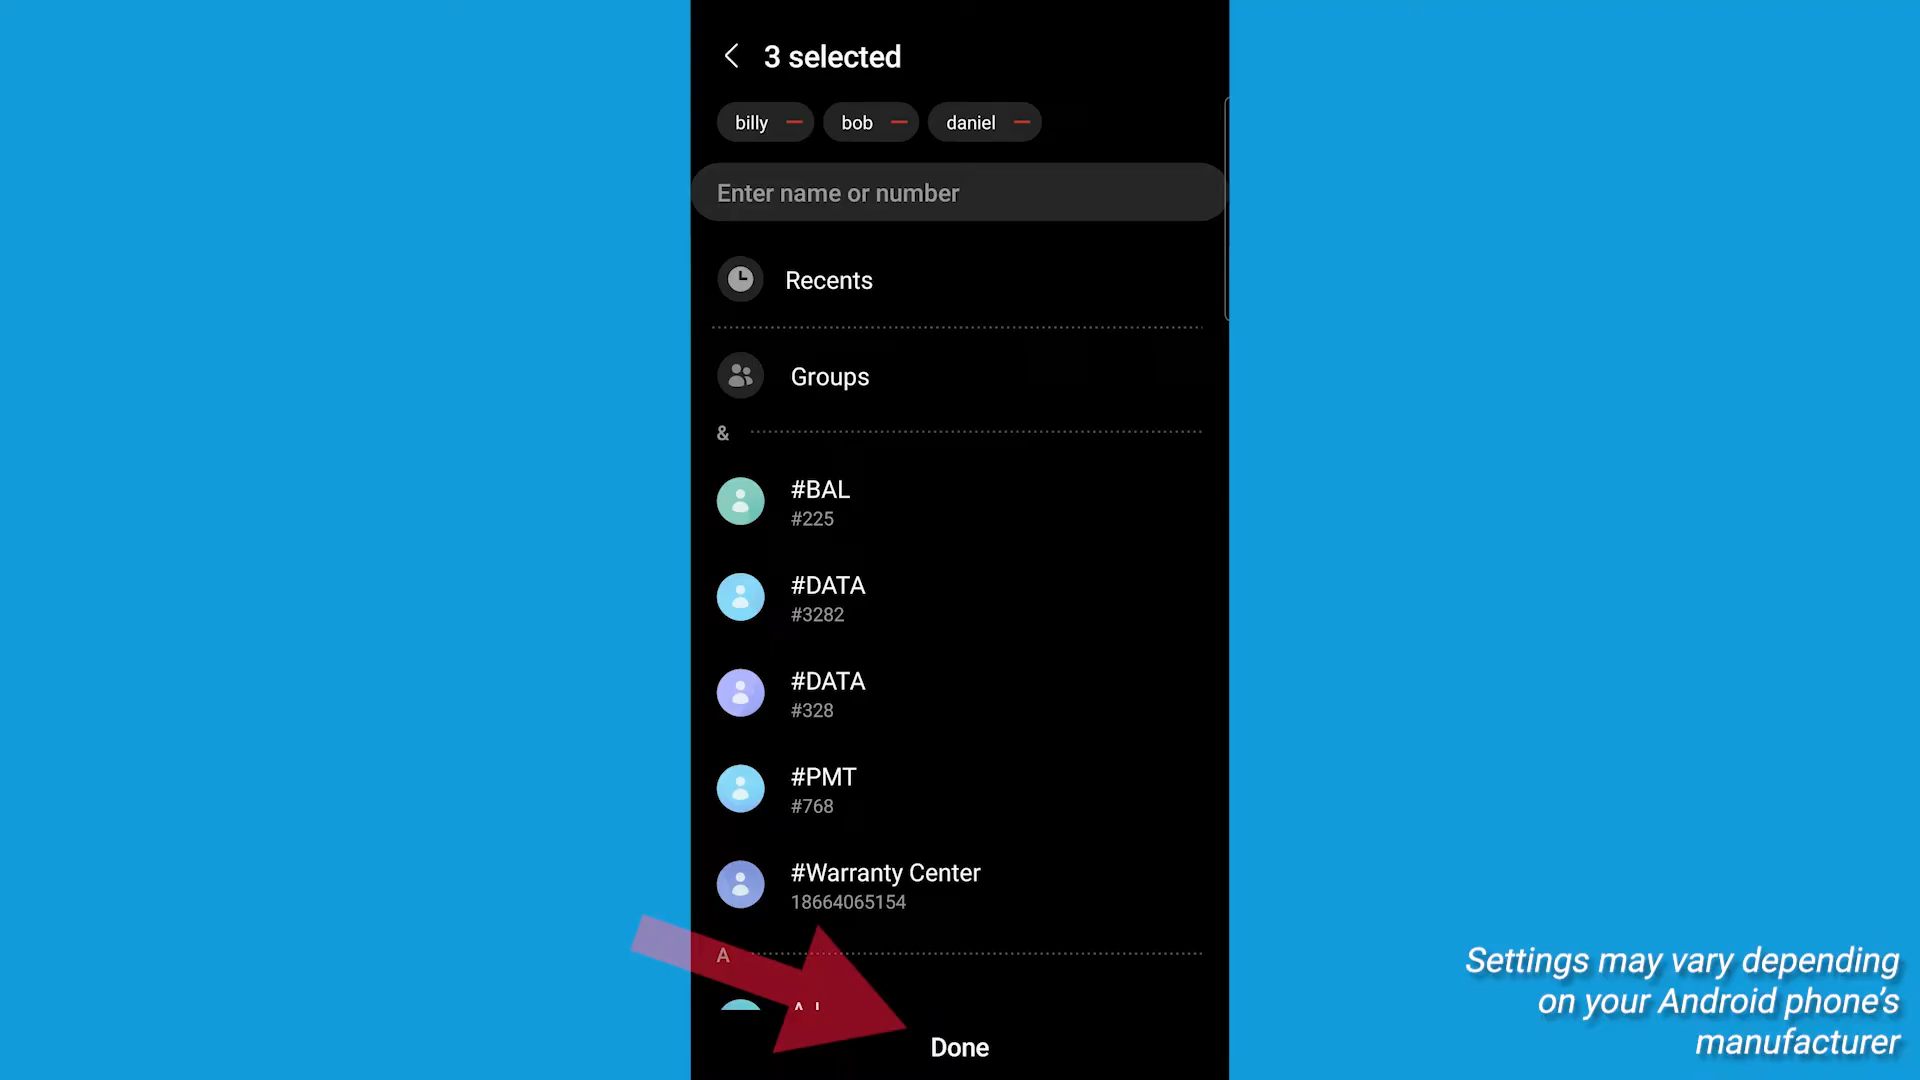 3 selected
billy bob daniel
Enter name or number
Recents
Groups
&
#BAL
#225
#DATA
#3282
#DATA
#328
#PMT
#768
#Warranty Center
18664065154
A
Done
Settings may vary depending
on your Android phone’s
manufacturer